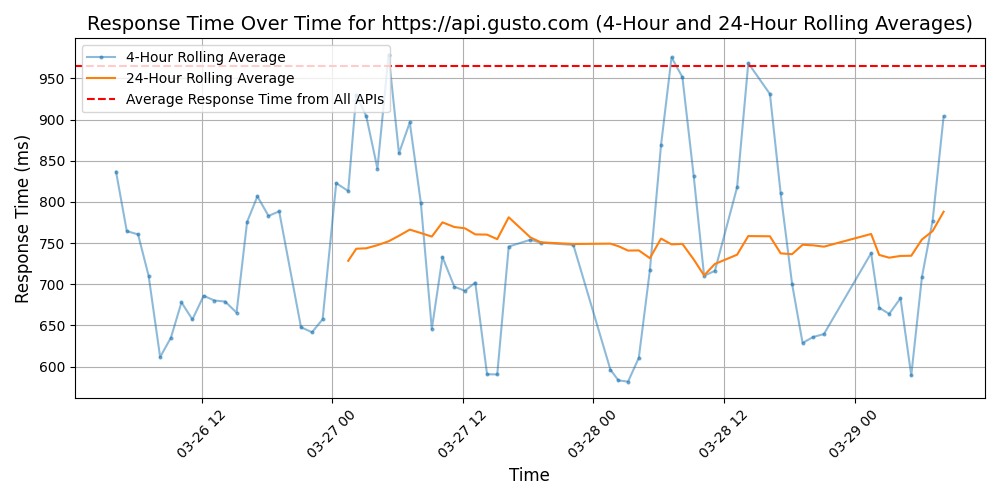 Response Time Over Time for https://api.gusto.com (4-Hour and 24-Hour Rolling Averages)
4-Hour Rolling Average
24-Hour Rolling Average
Average Response Time from All APIs
Response Time (ms)
950
900
850
800
750
700
650
600
03-26 12
03-27 00
03-27 12
03-28 00
03-28 12
03-29 00
Time